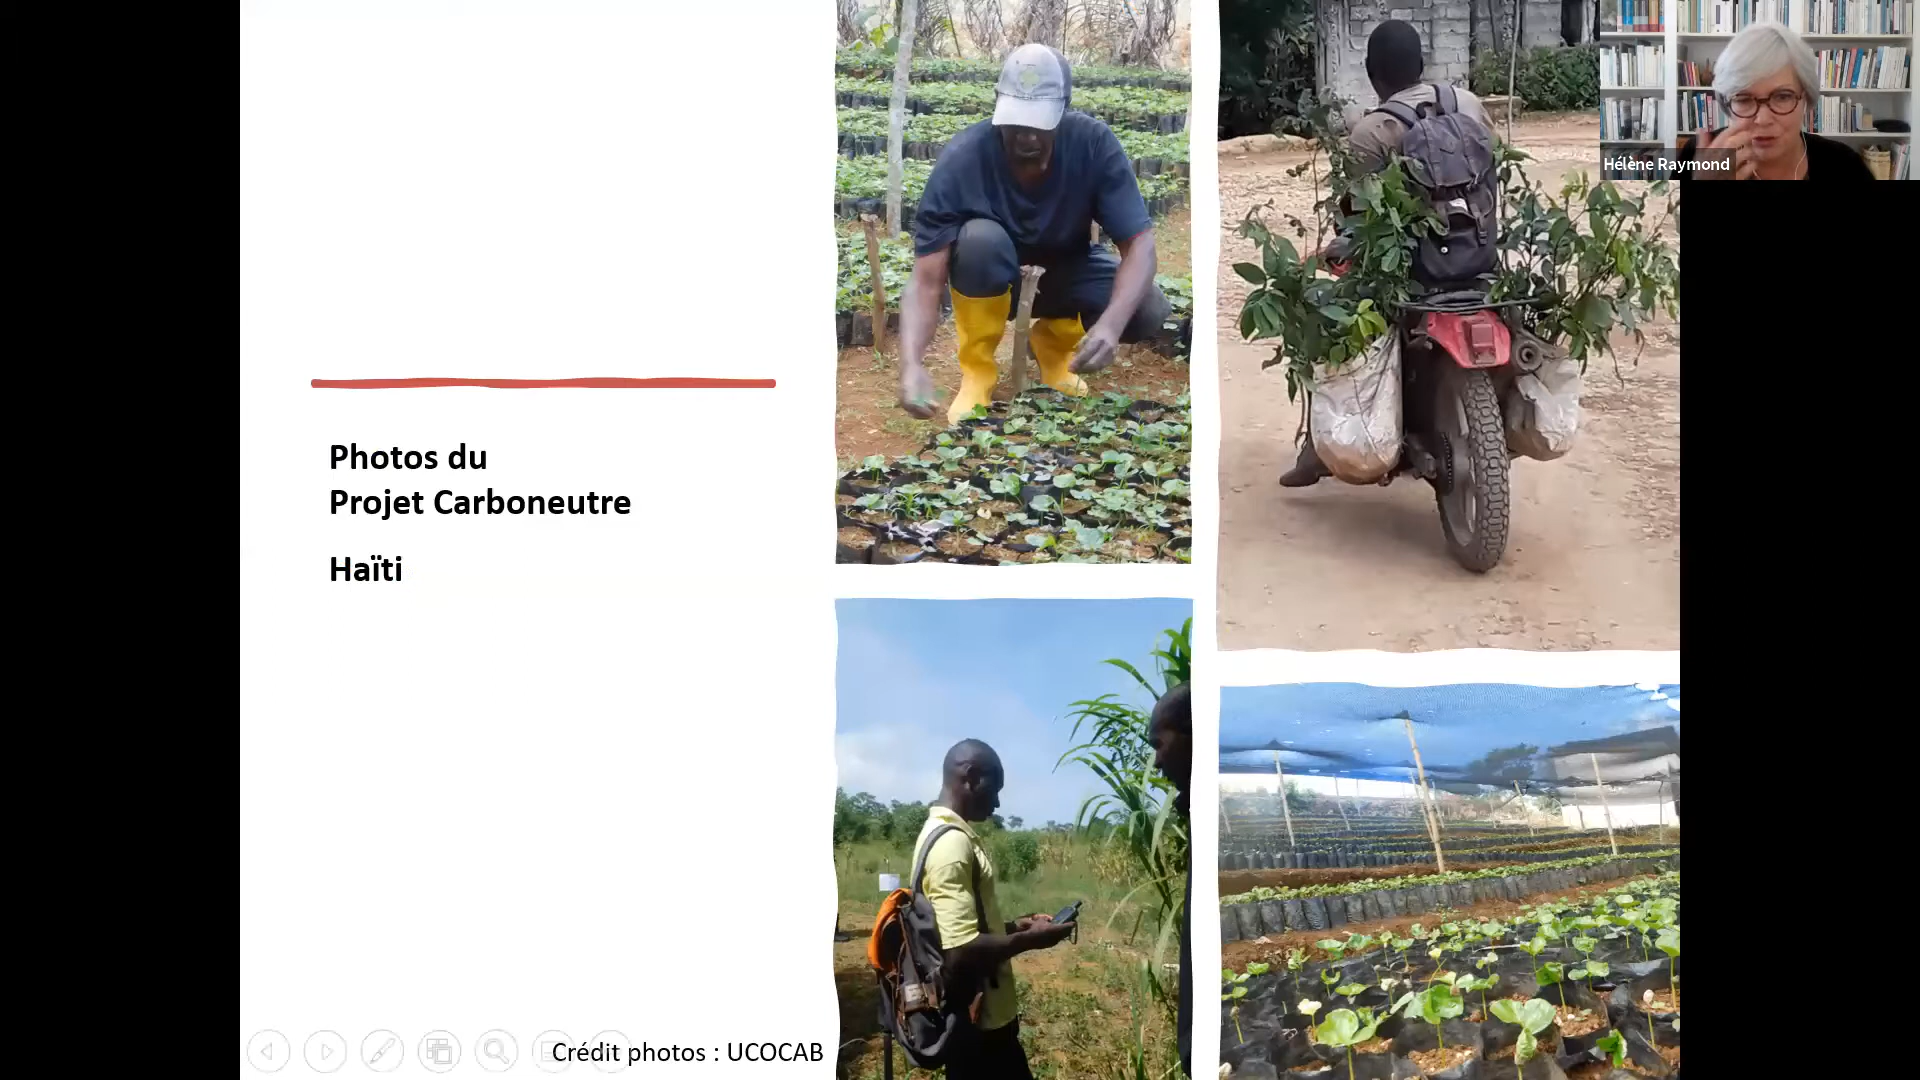 Photos du
Projet Carboneutre
Haïti
Crédit photos : UCOCAB
Hélène Raymond